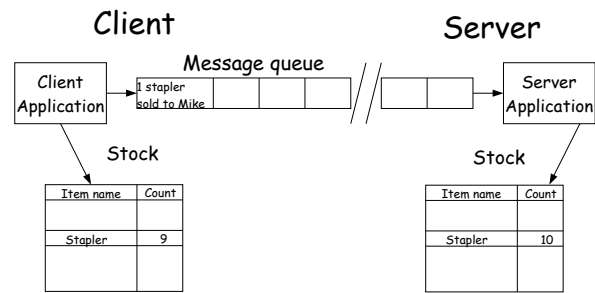 Client
Server
Message queue
Client
Application
1 stapler
sold to Mike
Server
Application
Stock
Stock
Item name Count
Stapler 9
Item name Count
Stapler 10